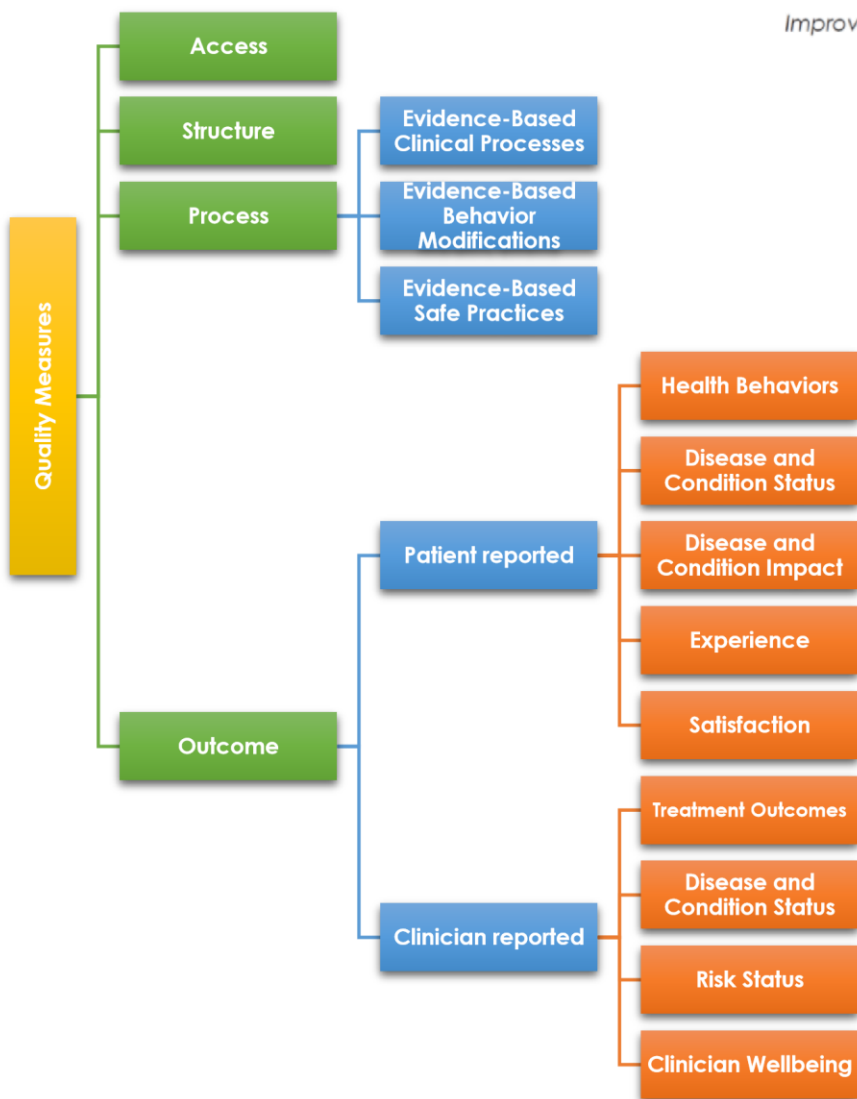 Improv
Access
Structure
Process
Evidence-Based
Clinical Processes
Evidence-Based
Behavior
Modifications
Evidence-Based
Safe Practices
Quality Measures
Outcome
Patient reported
Health Behaviors
Disease and
Condition Status
Disease and
Condition Impact
Experience
Satisfaction
Clinician reported
Treatment Outcomes
Disease and
Condition Status
Risk Status
Clinician Wellbeing